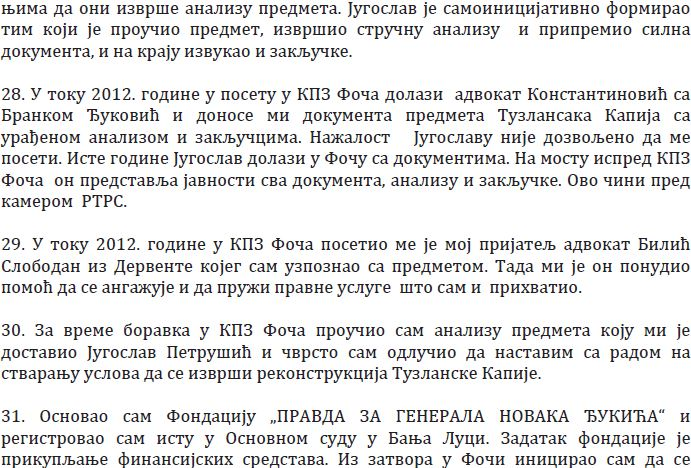 њима да они изврше анализу предмета. Југослав је самоиницијативно формирао
тим који је проучио предмет, извршио стручну анализу и припремио силна
документа, и на крају извукао и закључке.
28. У току 2012. године у посету у КПЗ Фоча долази адвокат Константиновић са
Бранком Ђуковић и доносе ми документа предмета Тузлансака Капија са
урађеном анализом и закључцима. Нажалост Југославу није дозвољено да ме
посети. Исте године Југослав долази у Фочу са документима. На мосту испред КПЗ
Фоча он представља јавности сва документа, анализу и закључке. Ово чини пред
камером РТРС.
29. У току 2012. године у КПЗ Фоча посетио ме је мој пријатељ адвокат Билић
Слободан из Дервенте којег сам узпознао са предметом. Тада ми је он понудио
помоћ да се ангажује и да пружи правне услуге што сам и прихватио.
30. За време боравка у КПЗ Фоча проучио сам анализу предмета коју ми је
доставио Југослав Петрушић и чврсто сам одлучио да наставим са радом на
стварању услова да се изврши реконструкција Тузланске Капије.
31. Основао сам Фондацију „ПРАВДА ЗА ГЕНЕРАЛА НОВАКА ЂУКИЋА“ и
регистровао сам исту у Основном суду у Бања Луци. Задатак фондације је
прикупљање финансијских средстава. Из затвора у Фочи иницирао сам да се